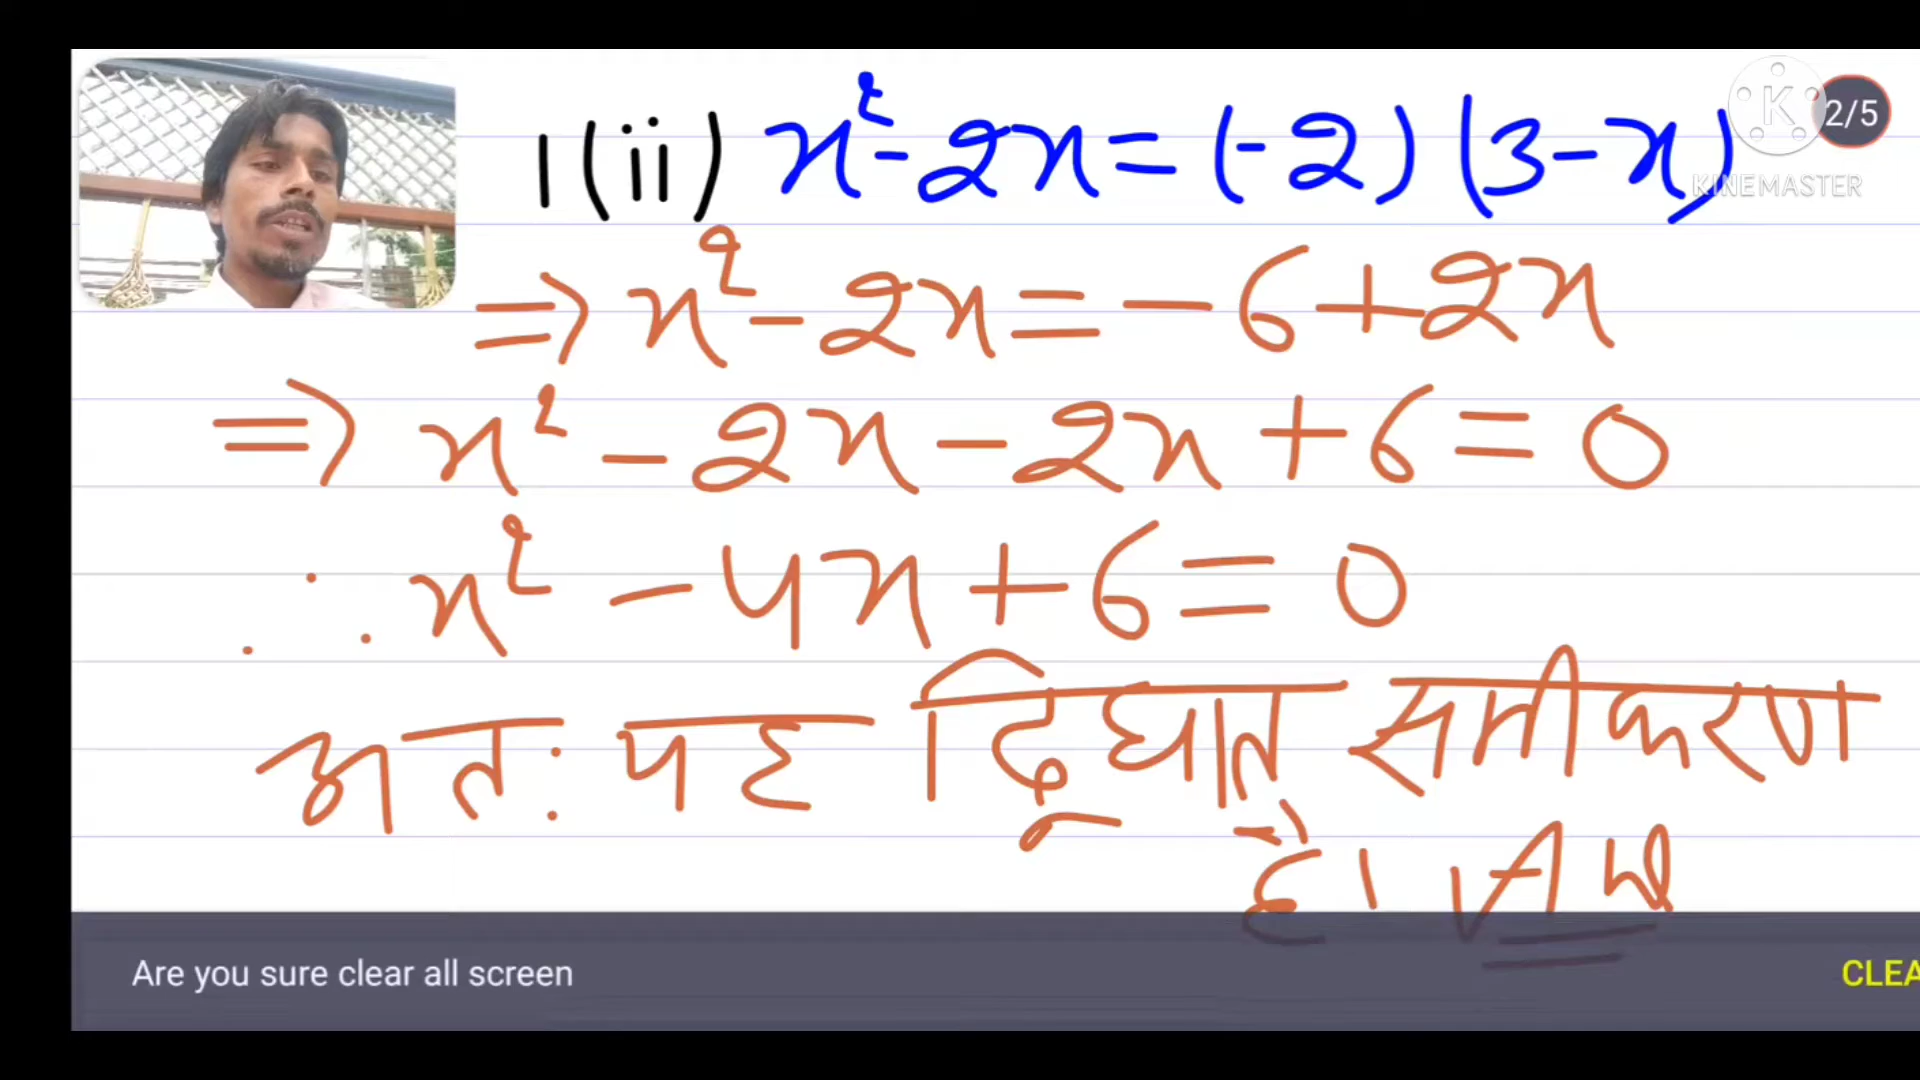 1(ii) x²-2x=(-2)(3-x)
K
2/5
KINEMASTER
⇒ x²-2x=-6+2x
⇒ x²-2x-2x+6=0
∴ x²-4x+6=0
अतः यह द्विघात समीकरण
है। Ans
Are you sure clear all screen
CLEA